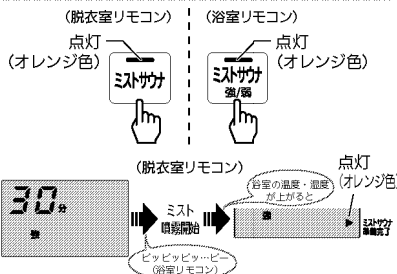 (脱衣室リモコン)
(浴室リモコン)
点灯
(オレンジ色)
ミストサウナ
点灯
(オレンジ色)
ミストサウナ
強/弱
(脱衣室リモコン)
30分
強
ミスト
噴霧開始
ピッピッピッ…ピー
(浴室リモコン)
浴室の温度・湿度
が上がると
点灯
(オレンジ色)
強
ミストサウナ
準備完了